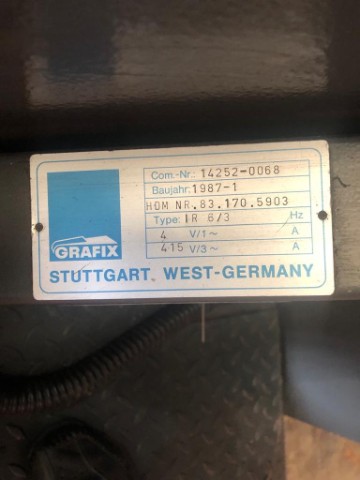 GRAFIX
Com.-Nr. 14252-0068
Baujahr. 1987-1
HDM NR.83.170.5903
Type: IR 6/3 Hz
4 V/1~ A
415 V/3~ A
STUTTGART, WEST-GERMANY